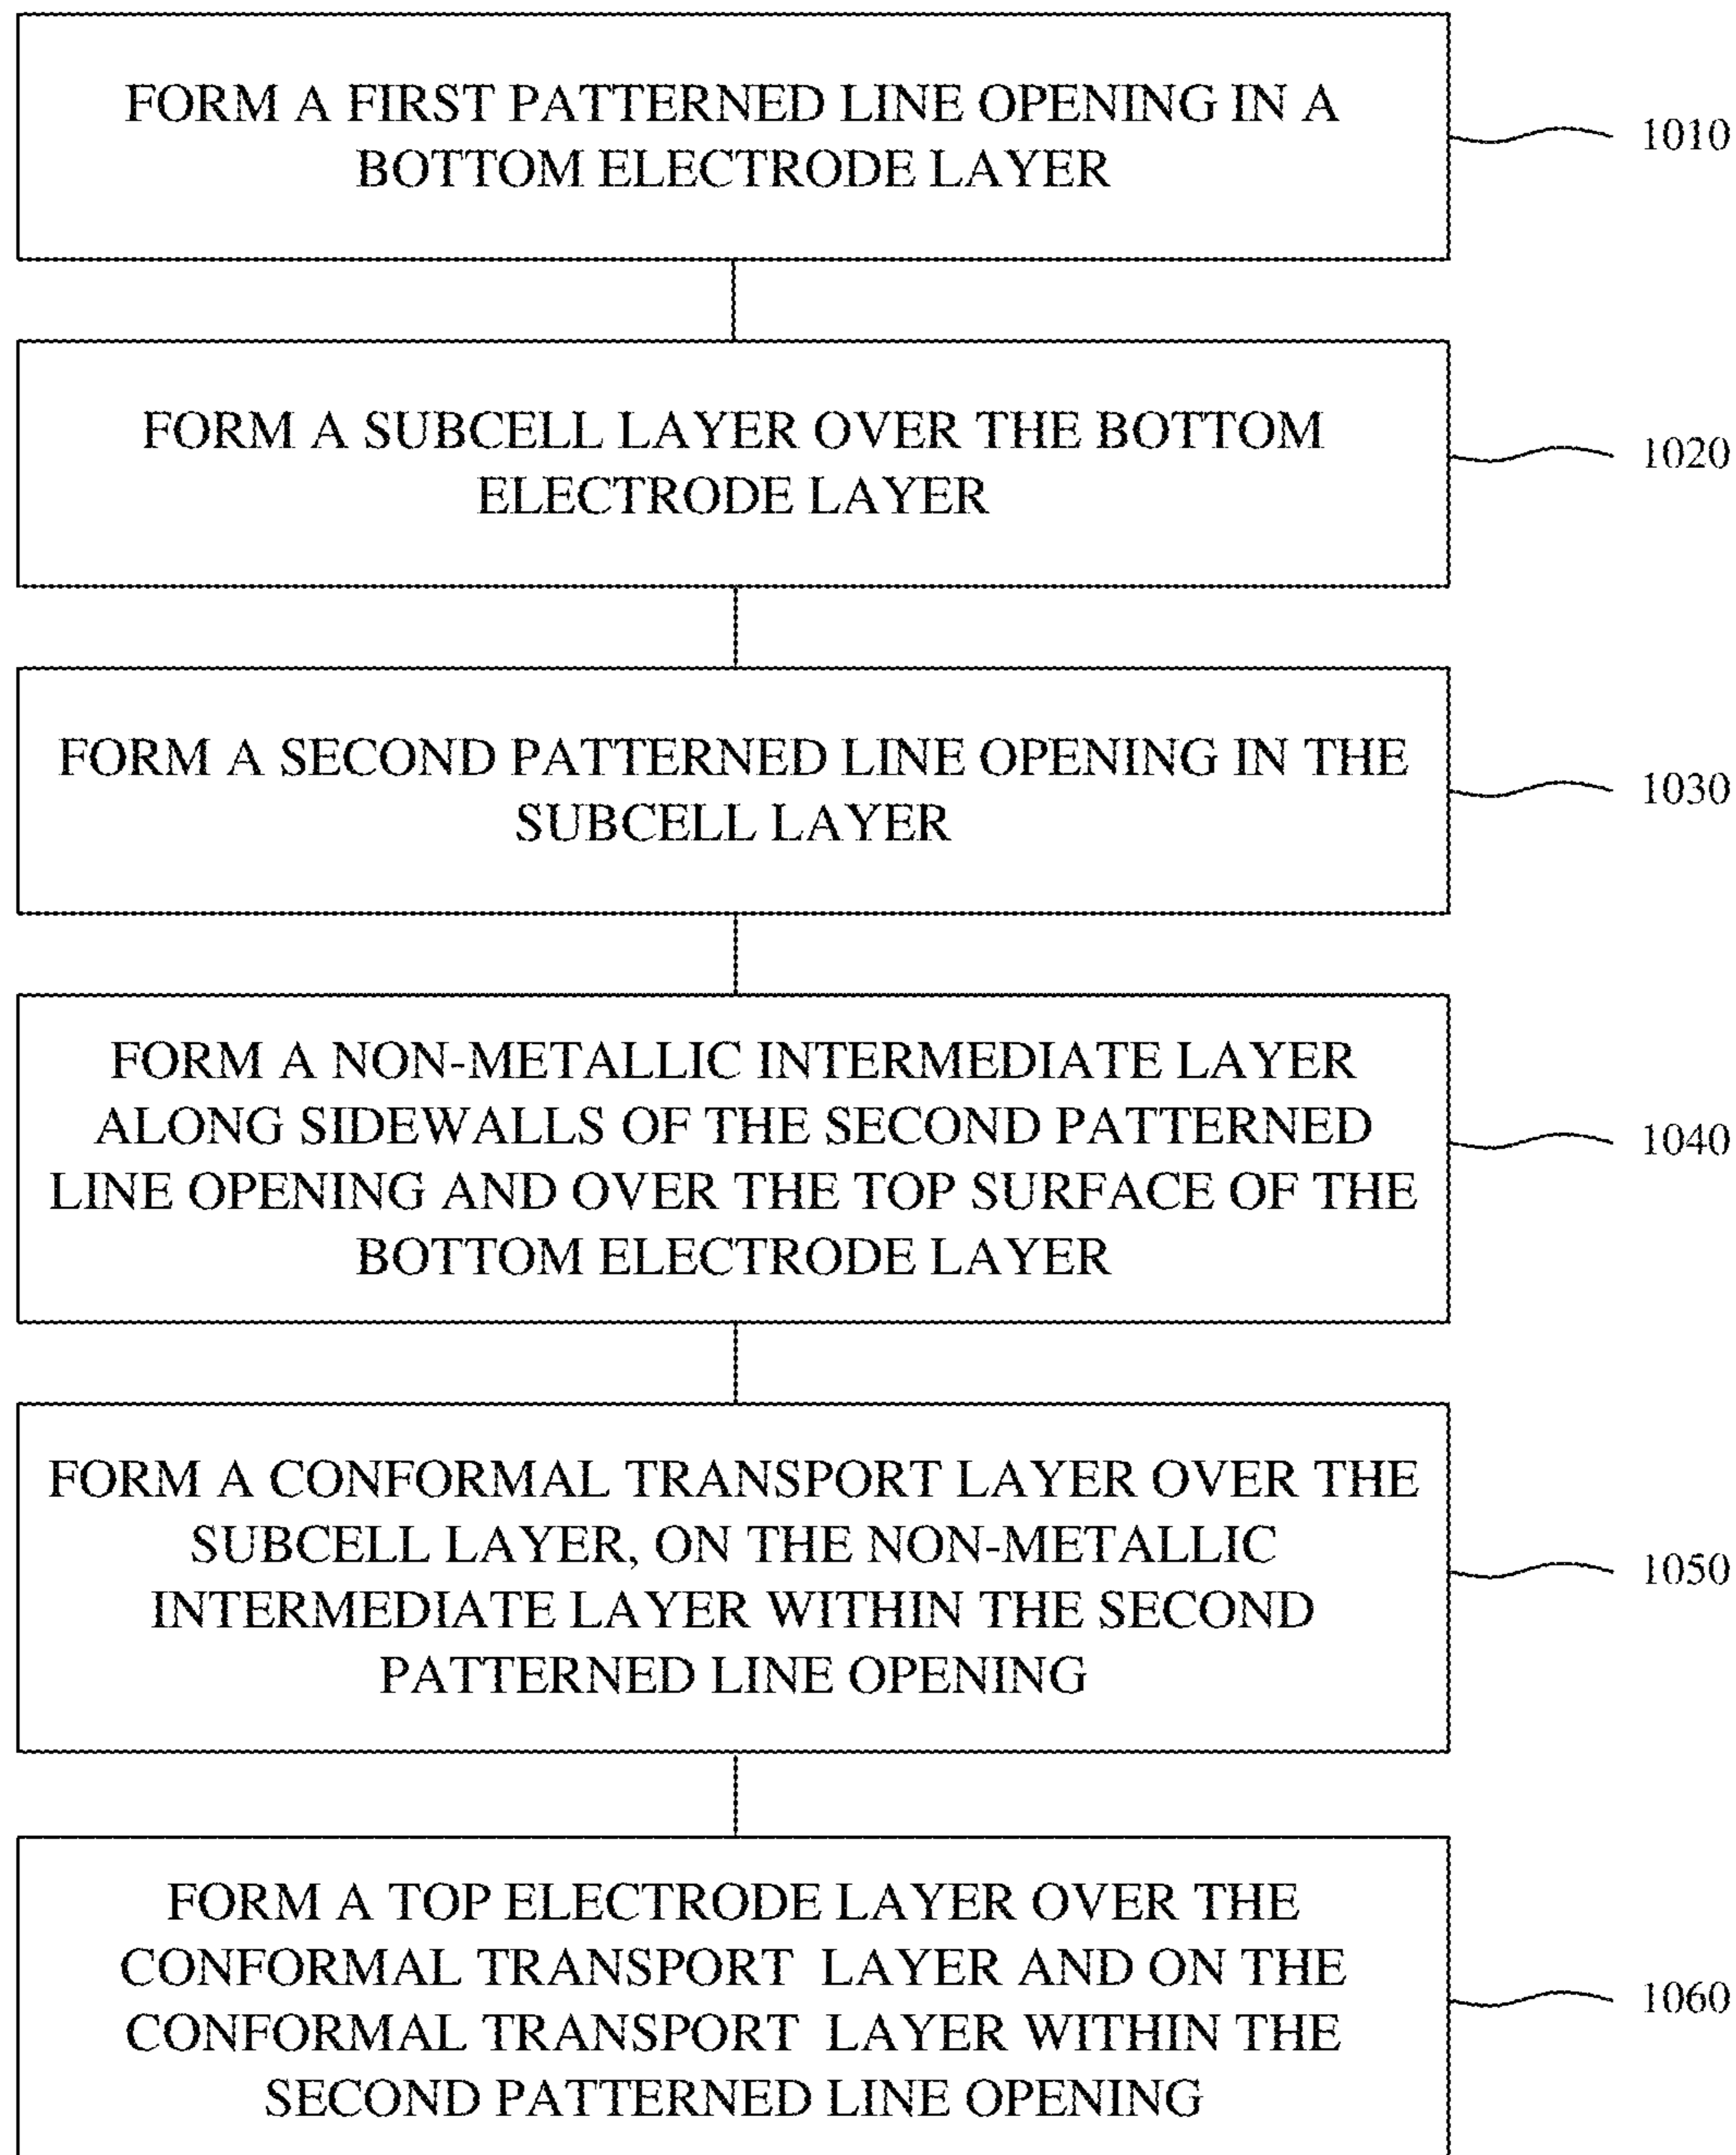 FORM A FIRST PATTERNED LINE OPENING IN A
BOTTOM ELECTRODE LAYER
1010
FORM A SUBCELL LAYER OVER THE BOTTOM
ELECTRODE LAYER
1020
FORM A SECOND PATTERNED LINE OPENING IN THE
SUBCELL LAYER
1030
FORM A NON-METALLIC INTERMEDIATE LAYER
ALONG SIDEWALLS OF THE SECOND PATTERNED
LINE OPENING AND OVER THE TOP SURFACE OF THE
BOTTOM ELECTRODE LAYER
1040
FORM A CONFORMAL TRANSPORT LAYER OVER THE
SUBCELL LAYER, ON THE NON-METALLIC
INTERMEDIATE LAYER WITHIN THE SECOND
PATTERNED LINE OPENING
1050
FORM A TOP ELECTRODE LAYER OVER THE
CONFORMAL TRANSPORT LAYER AND ON THE
CONFORMAL TRANSPORT LAYER WITHIN THE
SECOND PATTERNED LINE OPENING
1060